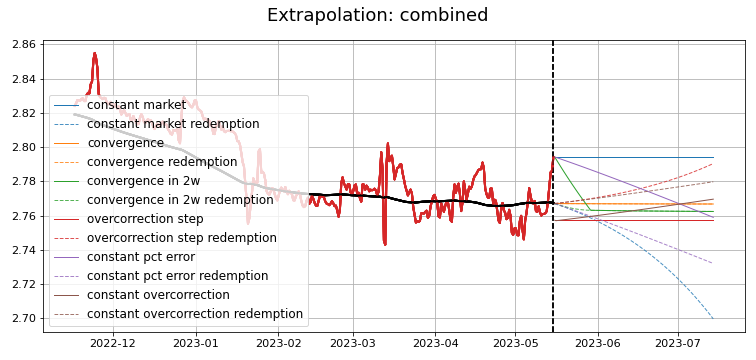 Extrapolation: combined
2.86
2.84
2.82
2.80
2.78
2.76
2.74
2.72
2.70
constant market
constant market redemption
convergence
convergence redemption
convergence in 2w
convergence in 2w redemption
overcorrection step
overcorrection step redemption
constant pct error
constant pct error redemption
constant overcorrection
constant overcorrection redemption
2022-12 2023-01 2023-02 2023-03 2023-04 2023-05 2023-06 2023-07